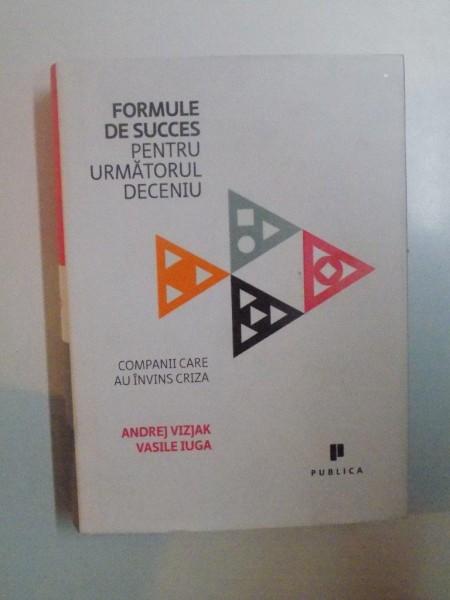 FORMULE
DE SUCCES
PENTRU
URMĂTORUL
DECENIU
COMPANII CARE
AU ÎNVINS CRIZA
ANDREJ VIZJAK
VASILE IUGA
PUBLICA